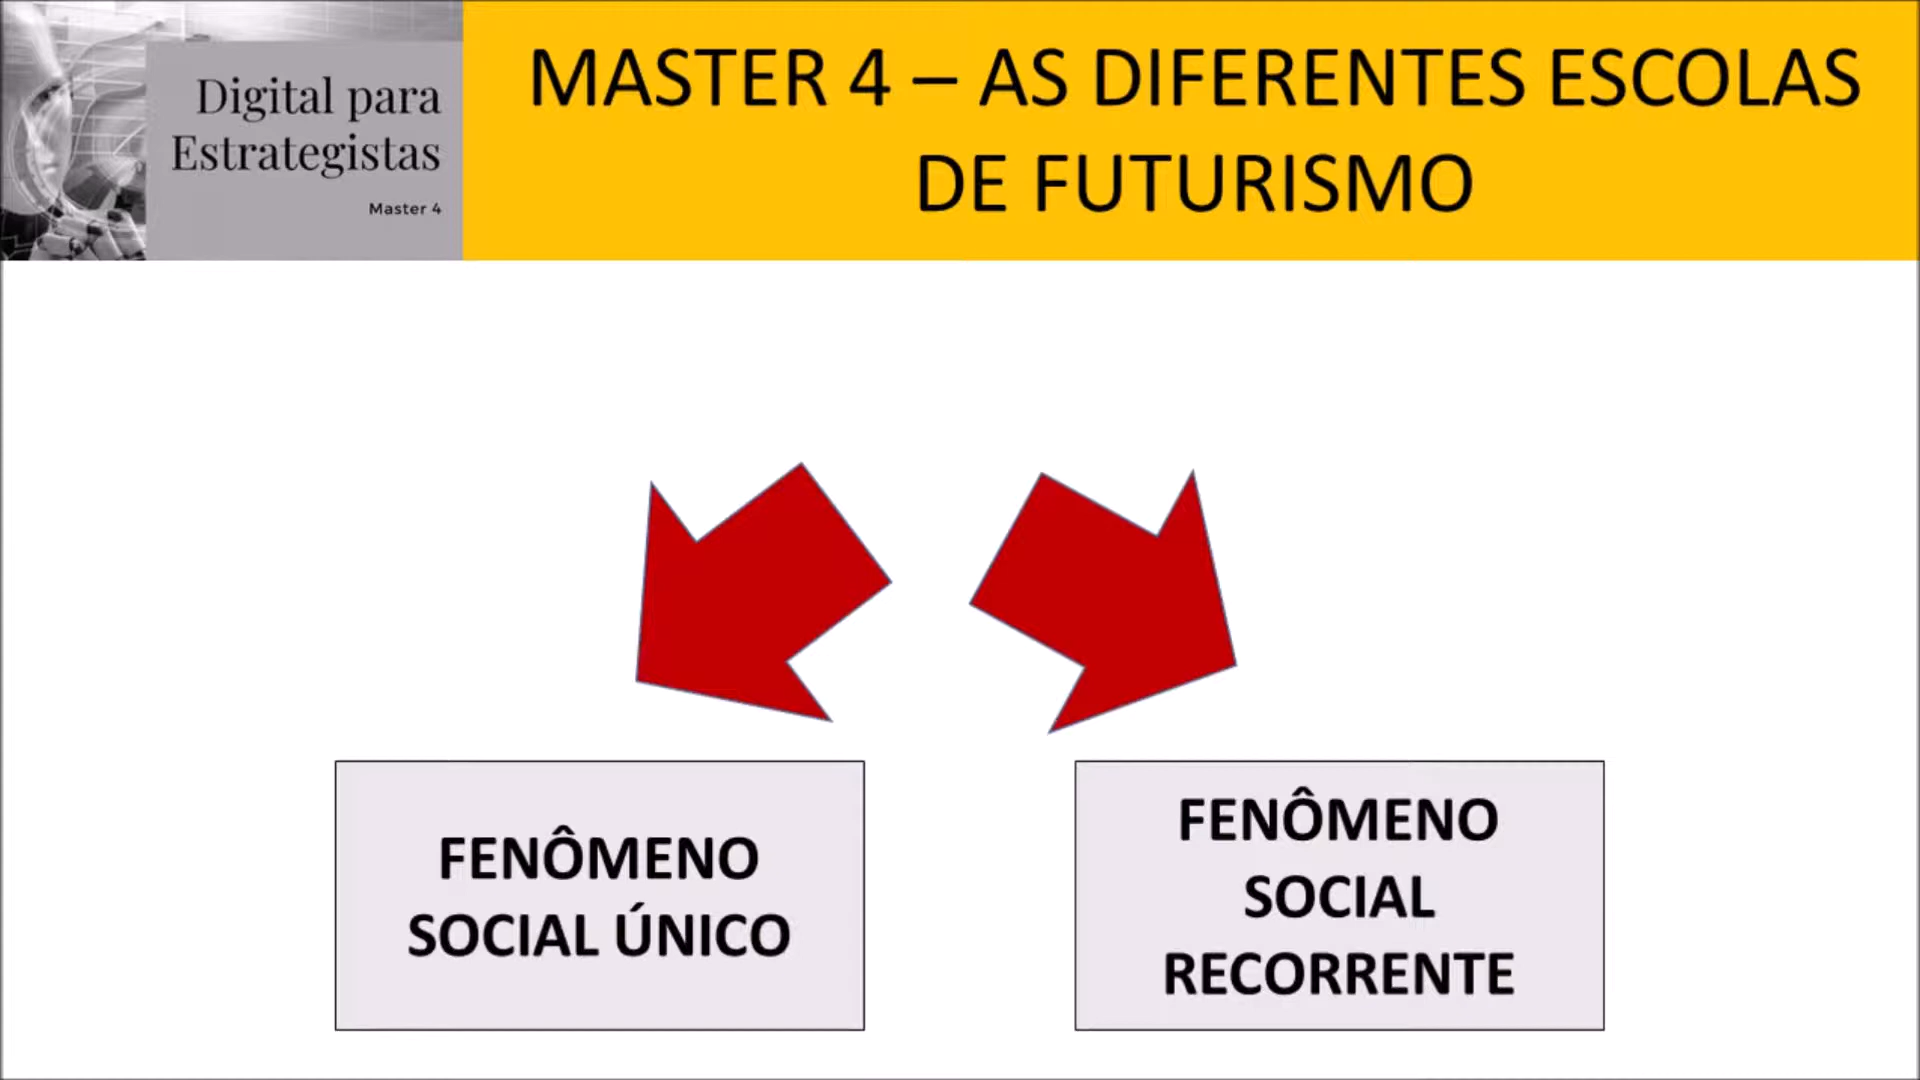 Digital para
Estrategistas
Master 4
MASTER 4 – AS DIFERENTES ESCOLAS
DE FUTURISMO
FENÔMENO
SOCIAL ÚNICO
FENÔMENO
SOCIAL
RECORRENTE